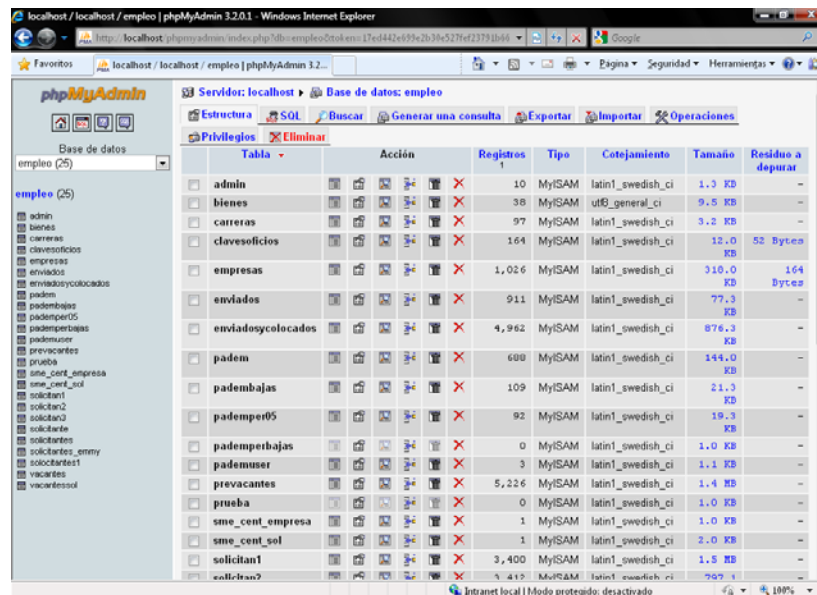 localhost / localhost / empleo | phpMyAdmin 3.2.0.1 - Windows Internet Explorer
Google
Favoritos
localhost / localhost / empleo | phpMyAdmin 3.2...
Página
Seguridad
Herramientas
phpMyAdmin
Base de datos
empleo (25)
empleo (25)
admin
bienes
carreras
clavesoficios
empresas
enviados
enviadosycolocados
padem
padembajas
pademper05
pademperbajas
pademuser
prevacantes
prueba
sme_cent_empresa
sme_cent_sol
solicitan1
solicitan2
solicitan3
solicitante
solicitantes
solicitantes_emmy
vacantes
vacantessol
Servidor: localhost
Base de datos: empleo
Estructura
SQL
Buscar
Generar una consulta
Exportar
Importar
Operaciones
Privilegios
Eliminar
Tabla Acción Registros 1 Tipo Cotejamiento Tamaño Residuo a depurar
admin 10 MyISAM latin1_swedish_ci 1.3 KB -
bienes 38 MyISAM utf8_general_ci 9.5 KB -
carreras 97 MyISAM latin1_swedish_ci 3.2 KB -
clavesoficios 164 MyISAM latin1_swedish_ci 12.0 KB 52 Bytes
empresas 1,026 MyISAM latin1_swedish_ci 318.0 KB 164 Bytes
enviados 911 MyISAM latin1_swedish_ci 77.3 KB -
enviadosycolocados 4,962 MyISAM latin1_swedish_ci 876.3 KB -
padem 688 MyISAM latin1_swedish_ci 144.0 KB -
padembajas 109 MyISAM latin1_swedish_ci 21.3 KB -
pademper05 92 MyISAM latin1_swedish_ci 19.3 KB -
pademperbajas 0 MyISAM latin1_swedish_ci 1.0 KB -
pademuser 3 MyISAM latin1_swedish_ci 1.1 KB -
prevacantes 5,226 MyISAM latin1_swedish_ci 1.4 MB -
prueba 0 MyISAM latin1_swedish_ci 1.0 KB -
sme_cent_empresa 1 MyISAM latin1_swedish_ci 1.0 KB -
sme_cent_sol 1 MyISAM latin1_swedish_ci 2.0 KB -
solicitan1 3,400 MyISAM latin1_swedish_ci 1.5 MB -
solicitan2 3,412 MyISAM latin1_swedish_ci 797.1
Intranet local | Modo protegido: desactivado
100%